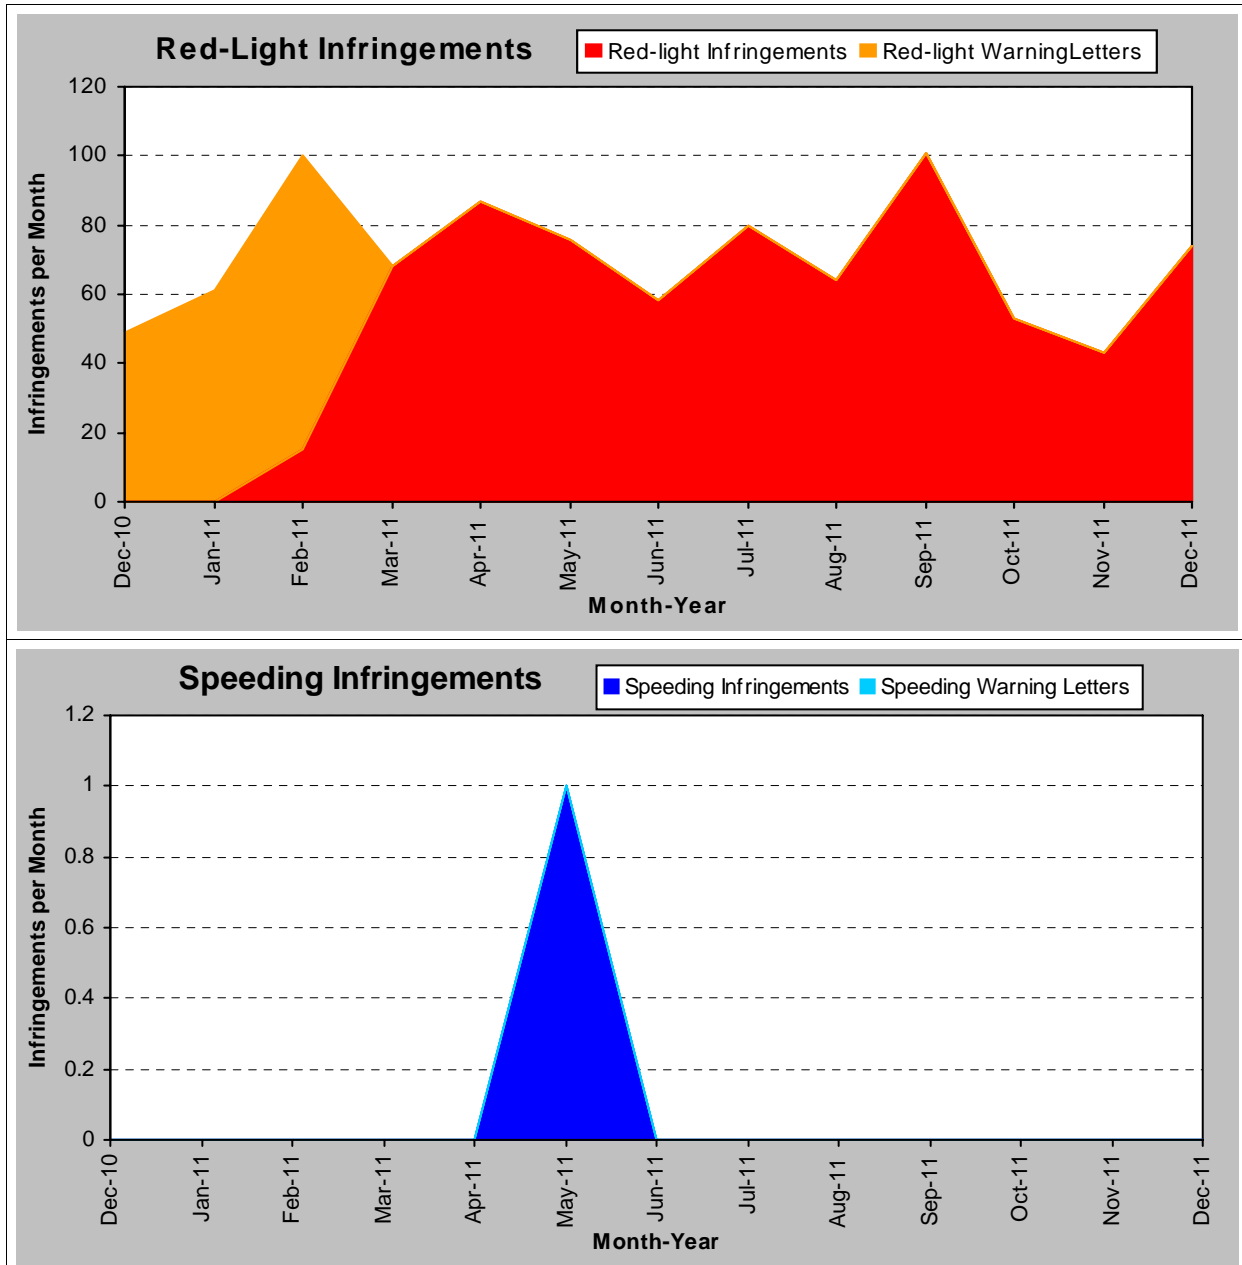 Red-Light Infringements
Red-light Infringements Red-light WarningLetters
Infringements per Month
120
100
80
60
40
20
0
Dec-10 Jan-11 Feb-11 Mar-11 Apr-11 May-11 Jun-11 Jul-11 Aug-11 Sep-11 Oct-11 Nov-11 Dec-11
Month-Year
Speeding Infringements
Speeding Infringements Speeding Warning Letters
Infringements per Month
1.2
1
0.8
0.6
0.4
0.2
0
Dec-10 Jan-11 Feb-11 Mar-11 Apr-11 May-11 Jun-11 Jul-11 Aug-11 Sep-11 Oct-11 Nov-11 Dec-11
Month-Year